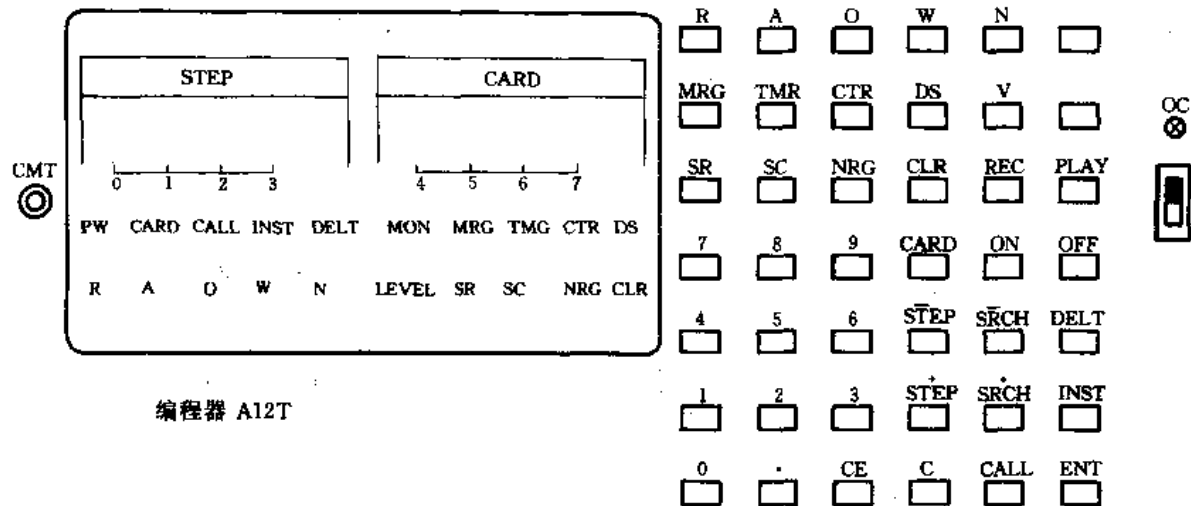 STEP CARD
CMT
0 1 2 3 4 5 6 7
PW CARD CALL INST DELT MON MRG TMG CTR DS
R A O W N LEVEL SR SC NRG CLR
编程器 A12T
R A O W N
MRG TMR CTR DS V
SR SC NRG CLR REC PLAY
7 8 9 CARD ON OFF
4 5 6 STEP SRCH DELT
1 2 3 STEP SRCH INST
0 . CE C CALL ENT
OC